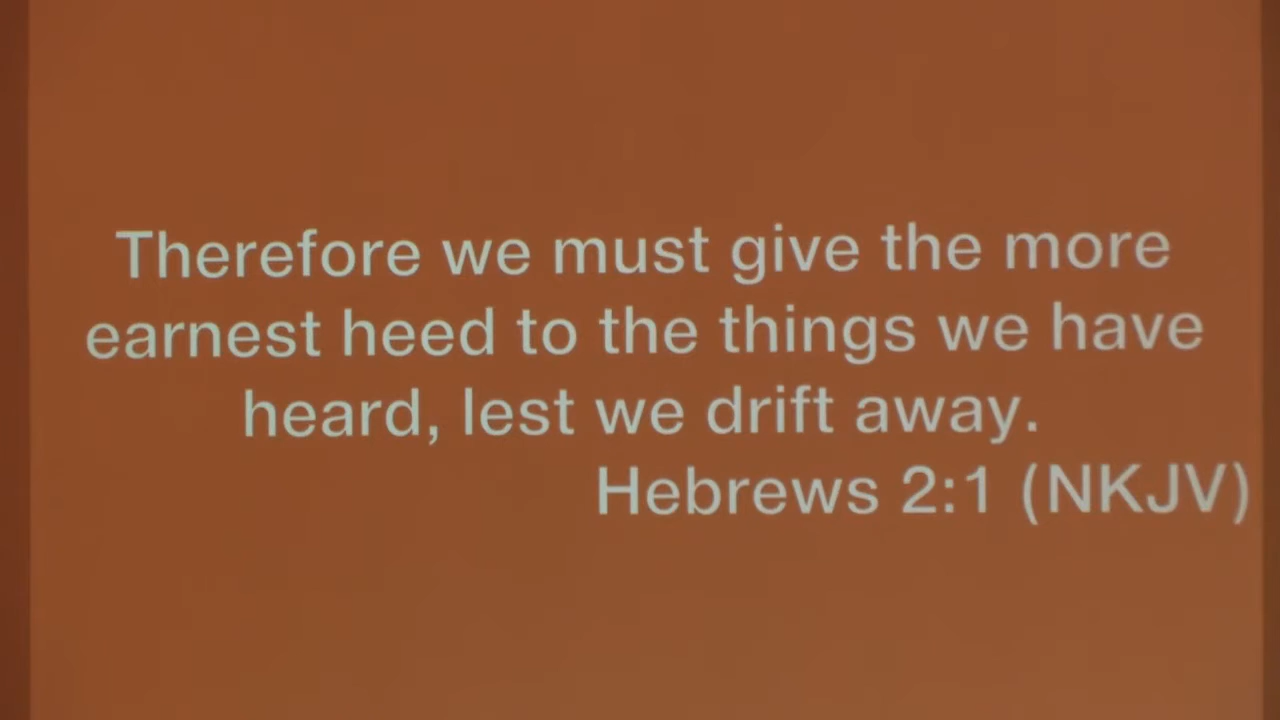 Therefore we must give the more
earnest heed to the things we have
heard, lest we drift away.
Hebrews 2:1 (NKJV)